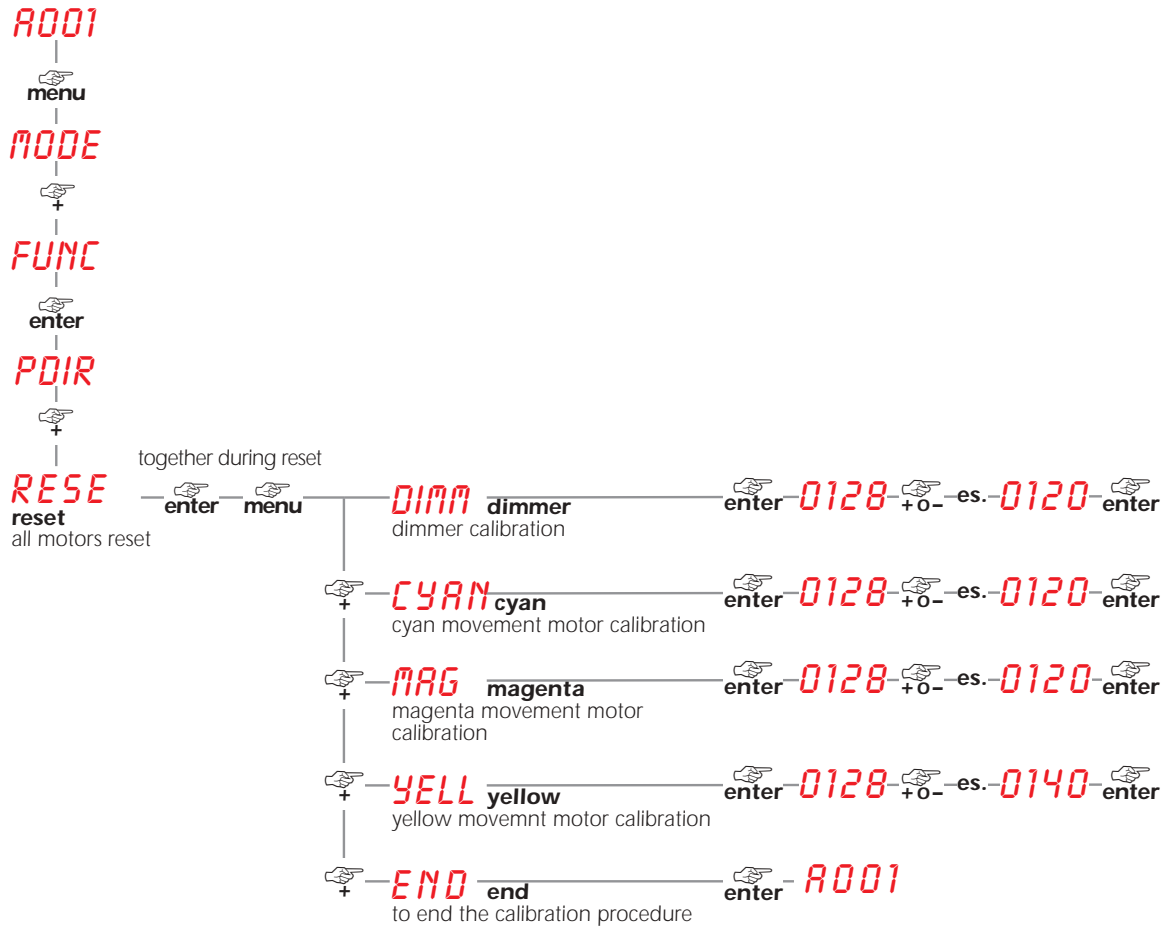 A001
menu
MODE
+
FUNC
enter
PDIR
+
together during reset
RESE enter menu DIMM dimmer enter 0128 +o- es. 0120 enter
reset
all motors reset dimmer calibration
+ CYAN cyan enter 0128 +o- es. 0120 enter
cyan movement motor calibration
+ MAG magenta enter 0128 +o- es. 0120 enter
magenta movement motor
calibration
+ YELL yellow enter 0128 +o- es. 0140 enter
yellow movemnt motor calibration
+ END end enter A001
to end the calibration procedure